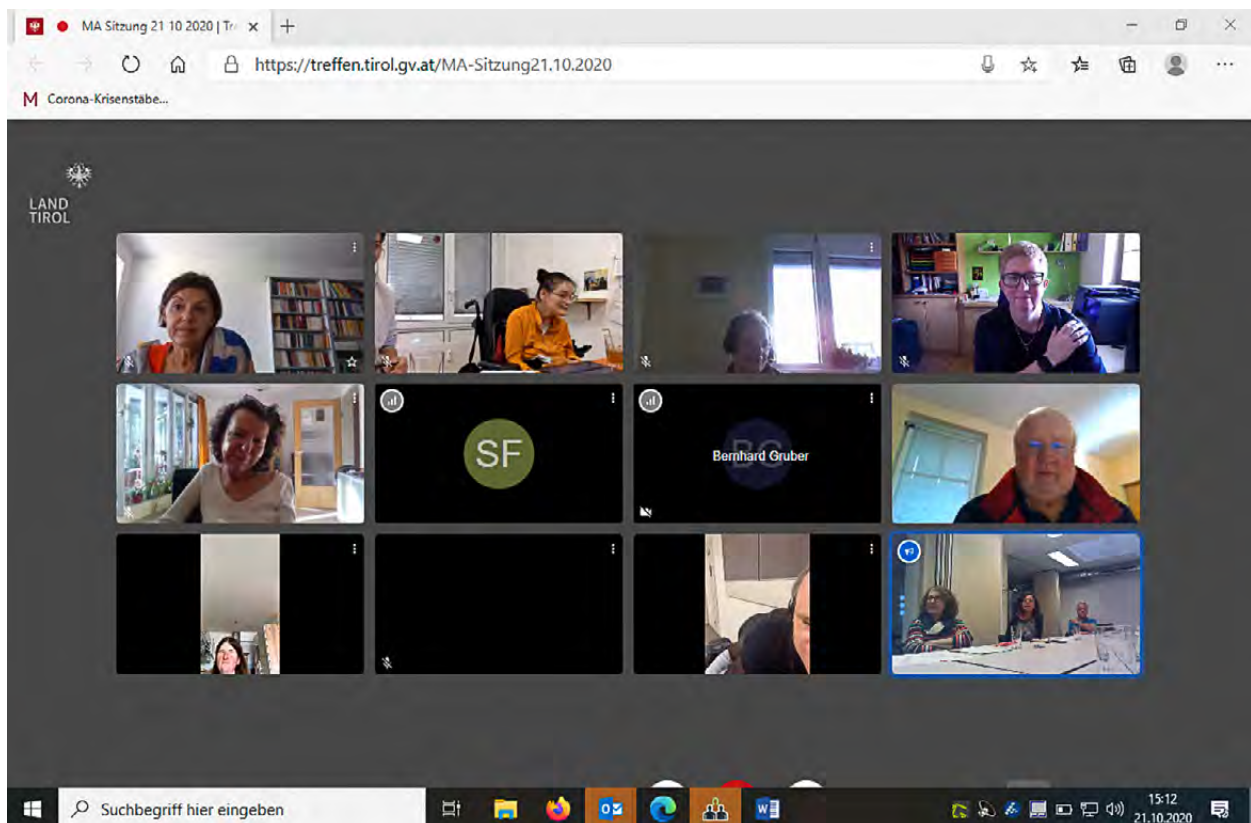 MA Sitzung 21 10 2020 | Tr
https://treffen.tirol.gv.at/MA-Sitzung21.10.2020
M Corona-Krisenstäbe...
LAND
TIROL
SF
BG
Bernhard Gruber
Suchbegriff hier eingeben
15:12
21.10.2020